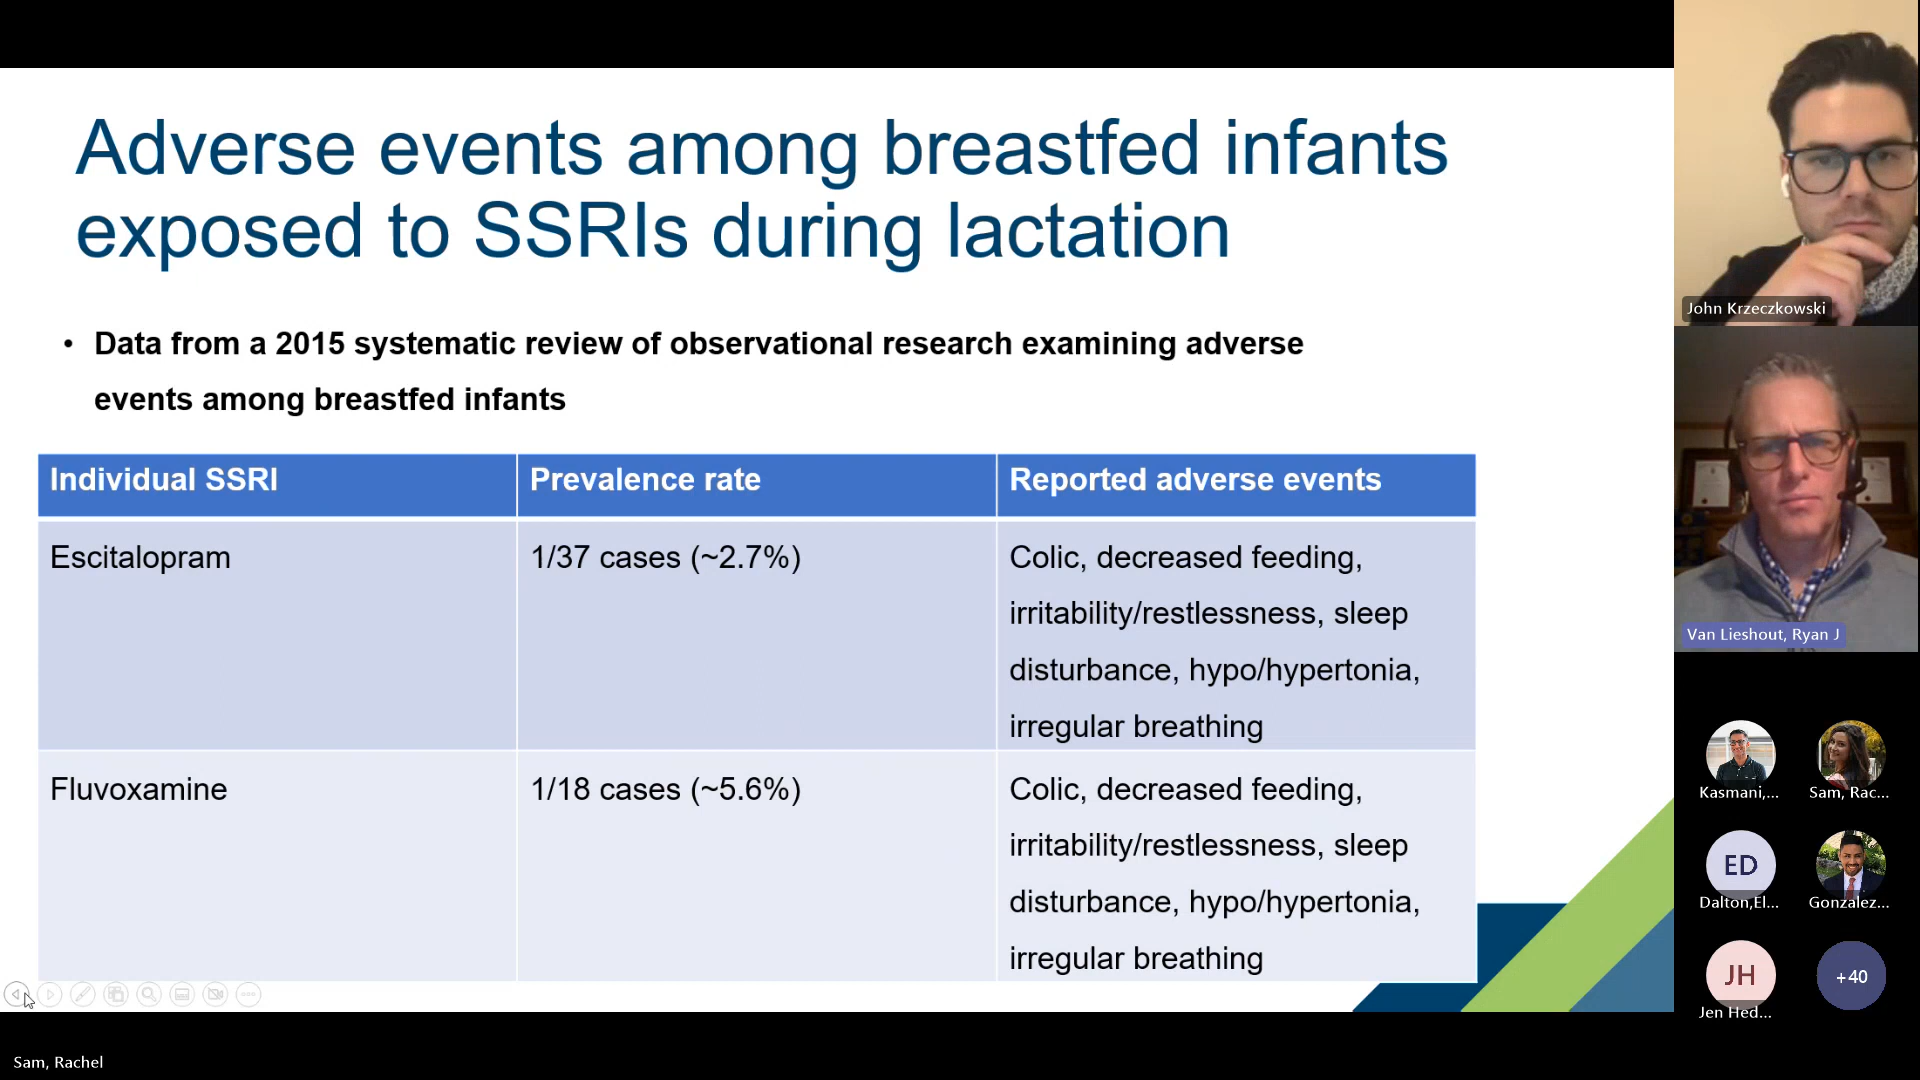 Adverse events among breastfed infants
exposed to SSRIs during lactation
• Data from a 2015 systematic review of observational research examining adverse
events among breastfed infants
Individual SSRI
Prevalence rate
Reported adverse events
Escitalopram
1/37 cases (~2.7%)
Colic, decreased feeding,
irritability/restlessness, sleep
disturbance, hypo/hypertonia,
irregular breathing
Fluvoxamine
1/18 cases (~5.6%)
Colic, decreased feeding,
irritability/restlessness, sleep
disturbance, hypo/hypertonia,
irregular breathing
John Krzeczkowski
Van Lieshout, Ryan J
Kasmani,...
Sam, Rac...
ED
Dalton,El...
Gonzalez...
JH
Jen Hed...
+40
Sam, Rachel